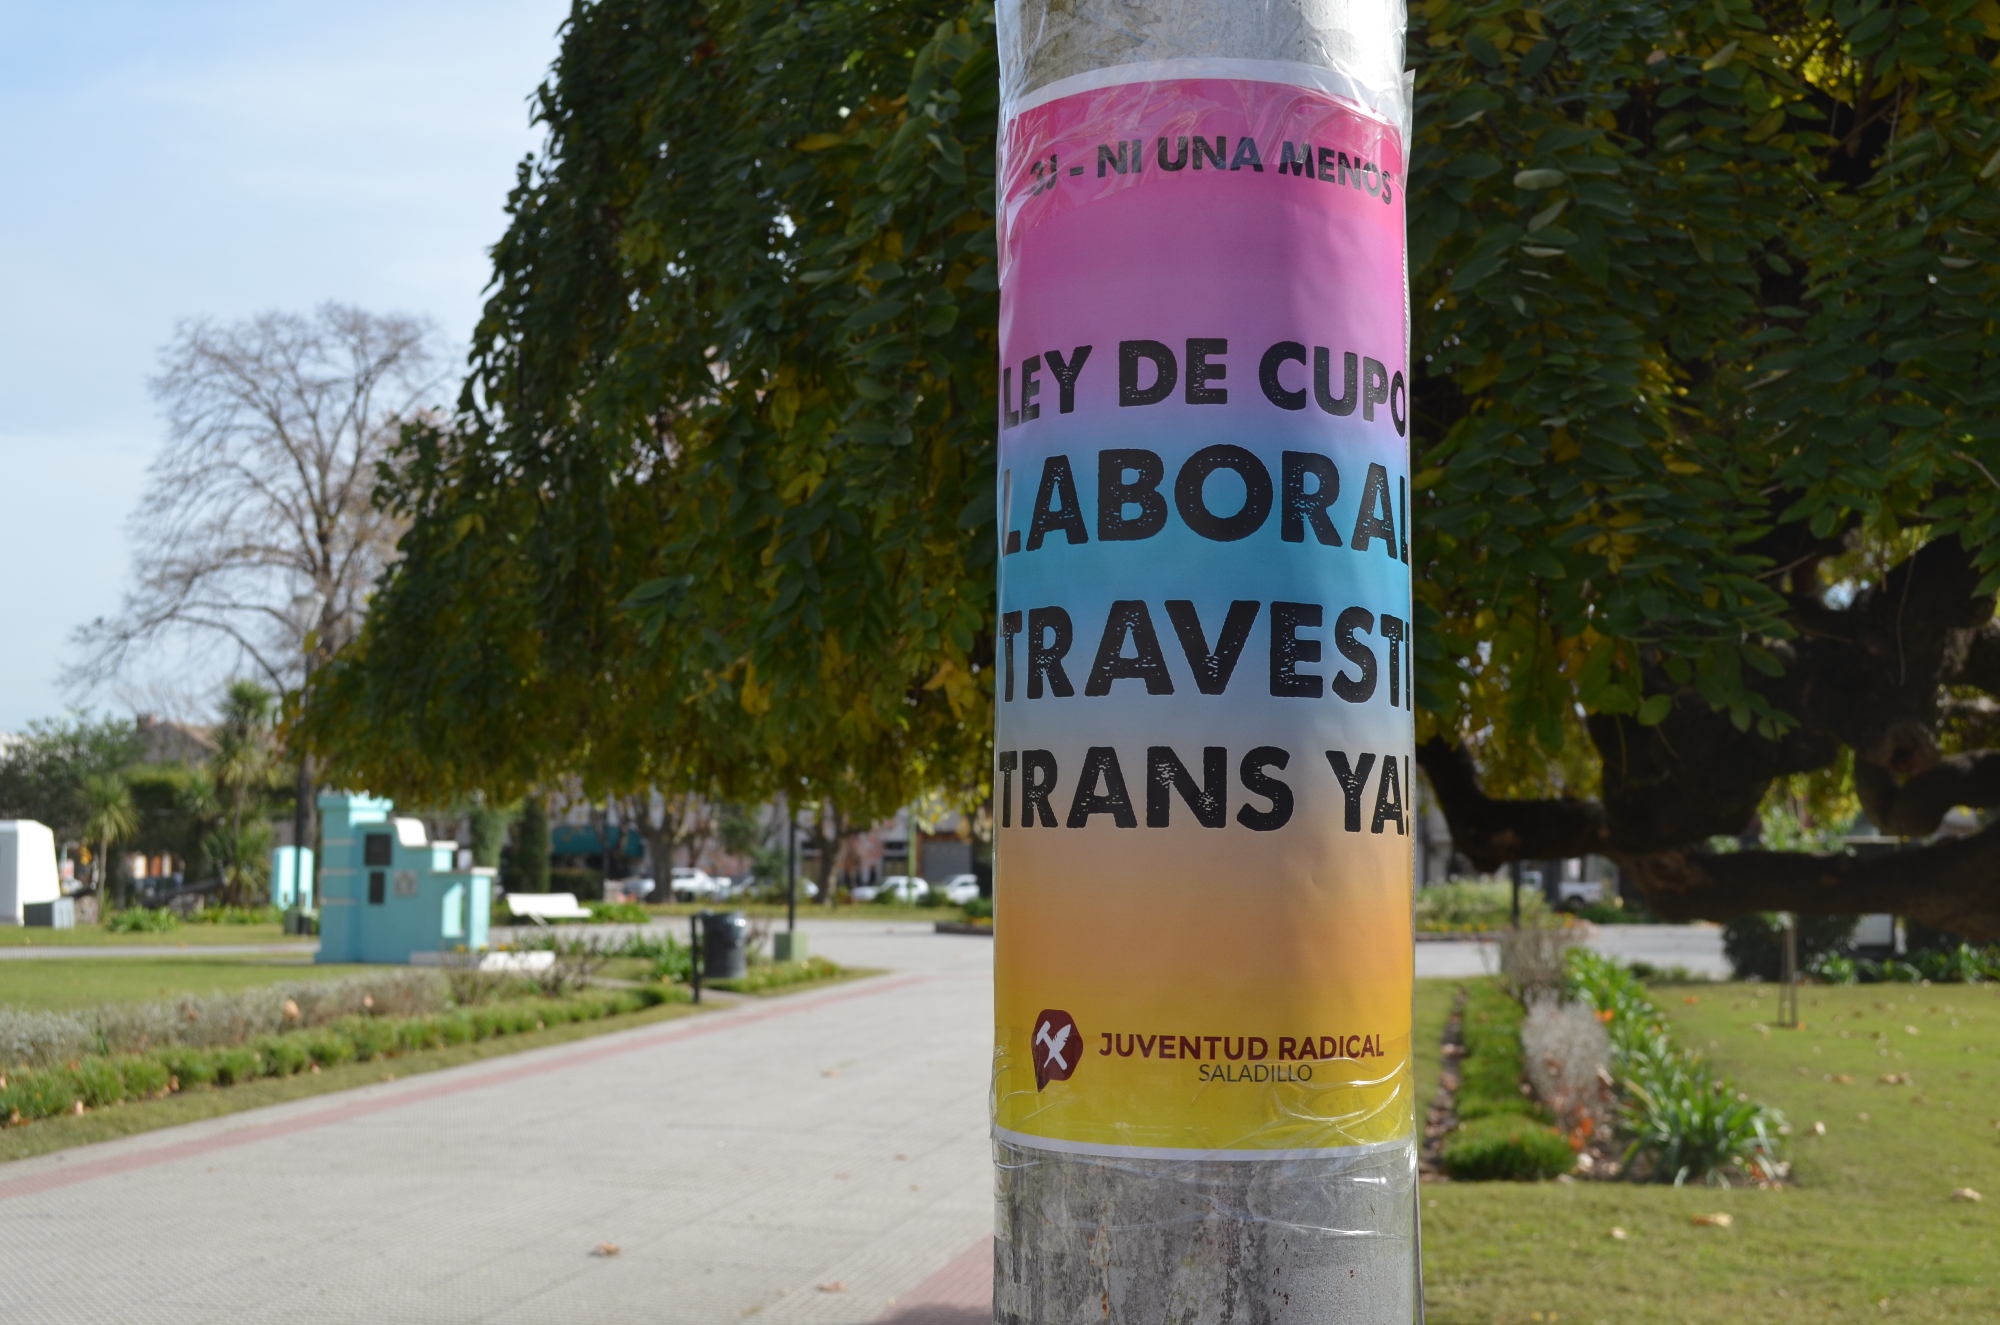 3J - NI UNA MENOS
LEY DE CUPO
LABORAL
TRAVESTI
TRANS YA!
JUVENTUD RADICAL
SALADILLO